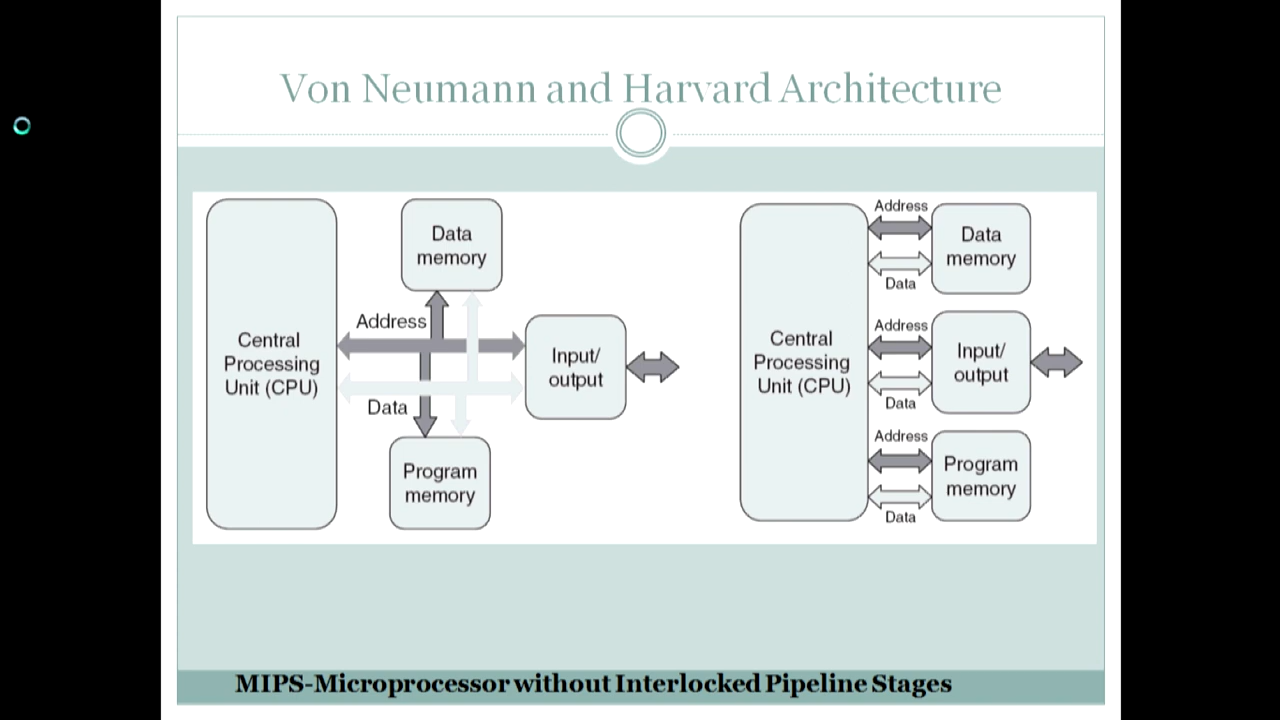 Von Neumann and Harvard Architecture
Data
memory
Address
Central
Processing
Unit (CPU)
Input/
output
Data
Program
memory
Address
Data
memory
Data
Central
Processing
Unit (CPU)
Address
Input/
output
Data
Address
Program
memory
Data
MIPS-Microprocessor without Interlocked Pipeline Stages